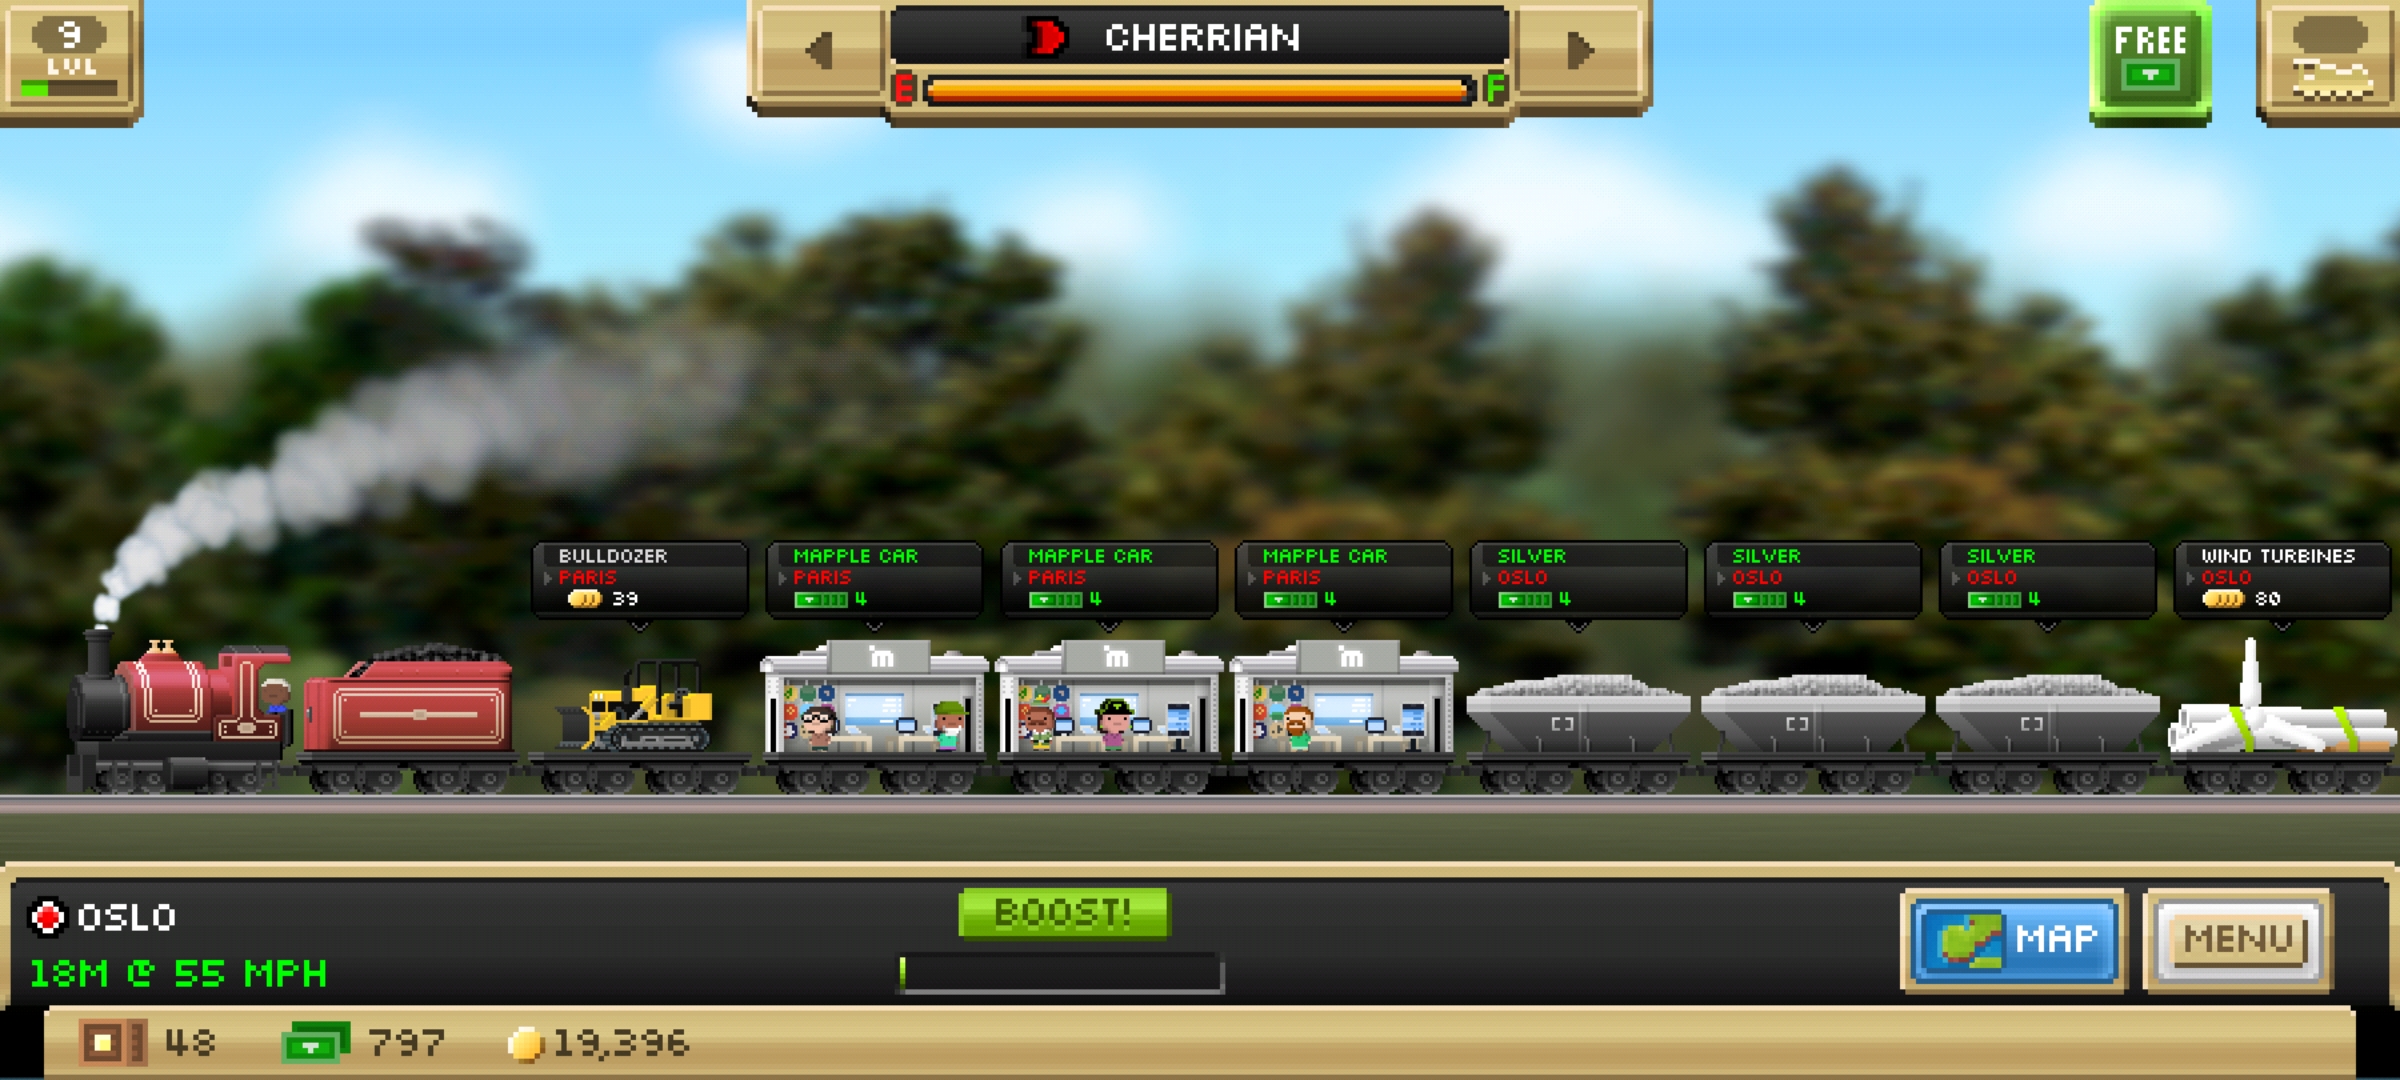 9
LVL
CHERRIAN
E F
FREE
BULLDOZER
PARIS
39
MAPPLE CAR
PARIS
4
MAPPLE CAR
PARIS
4
MAPPLE CAR
PARIS
4
SILVER
OSLO
4
SILVER
OSLO
4
SILVER
OSLO
4
WIND TURBINES
OSLO
80
m
m
m
OSLO
18M @ 55 MPH
BOOST!
MAP
MENU
48
797
19,396